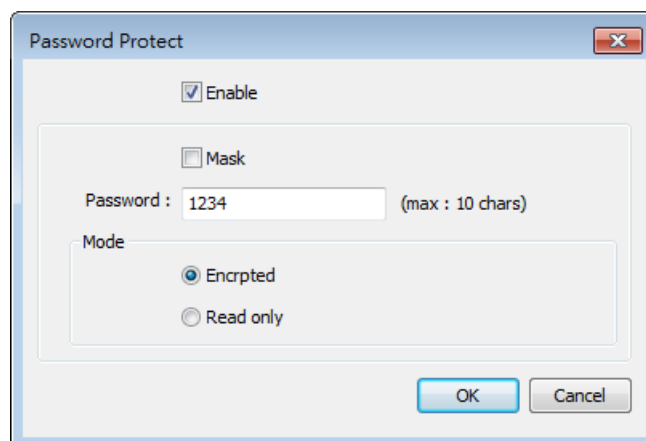 Password Protect
Enable
Mask
Password : 1234 (max : 10 chars)
Mode
Encrpted
Read only
OK Cancel